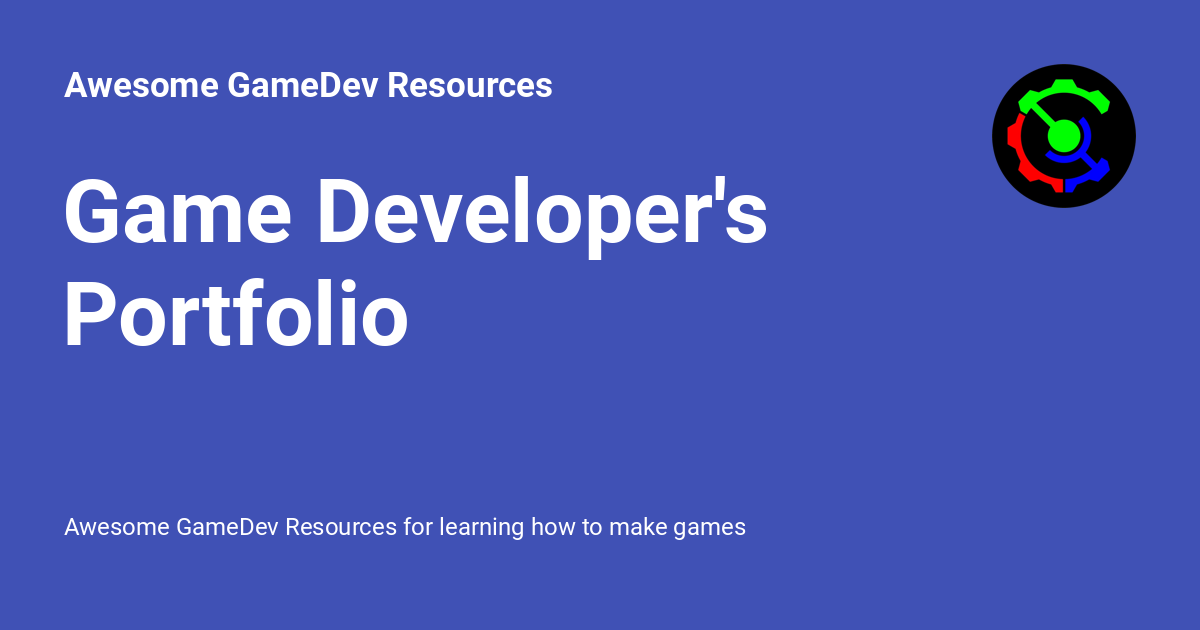 Awesome GameDev Resources
Game Developer's
Portfolio
Awesome GameDev Resources for learning how to make games